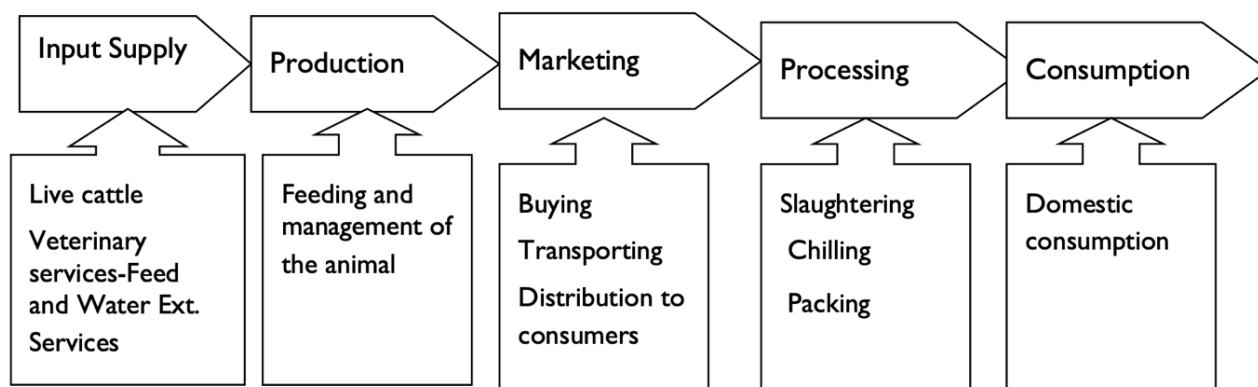 Input Supply
Production
Marketing
Processing
Consumption
Live cattle
Veterinary
services-Feed
and Water Ext.
Services
Feeding and
management of
the animal
Buying
Transporting
Distribution to
consumers
Slaughtering
Chilling
Packing
Domestic
consumption